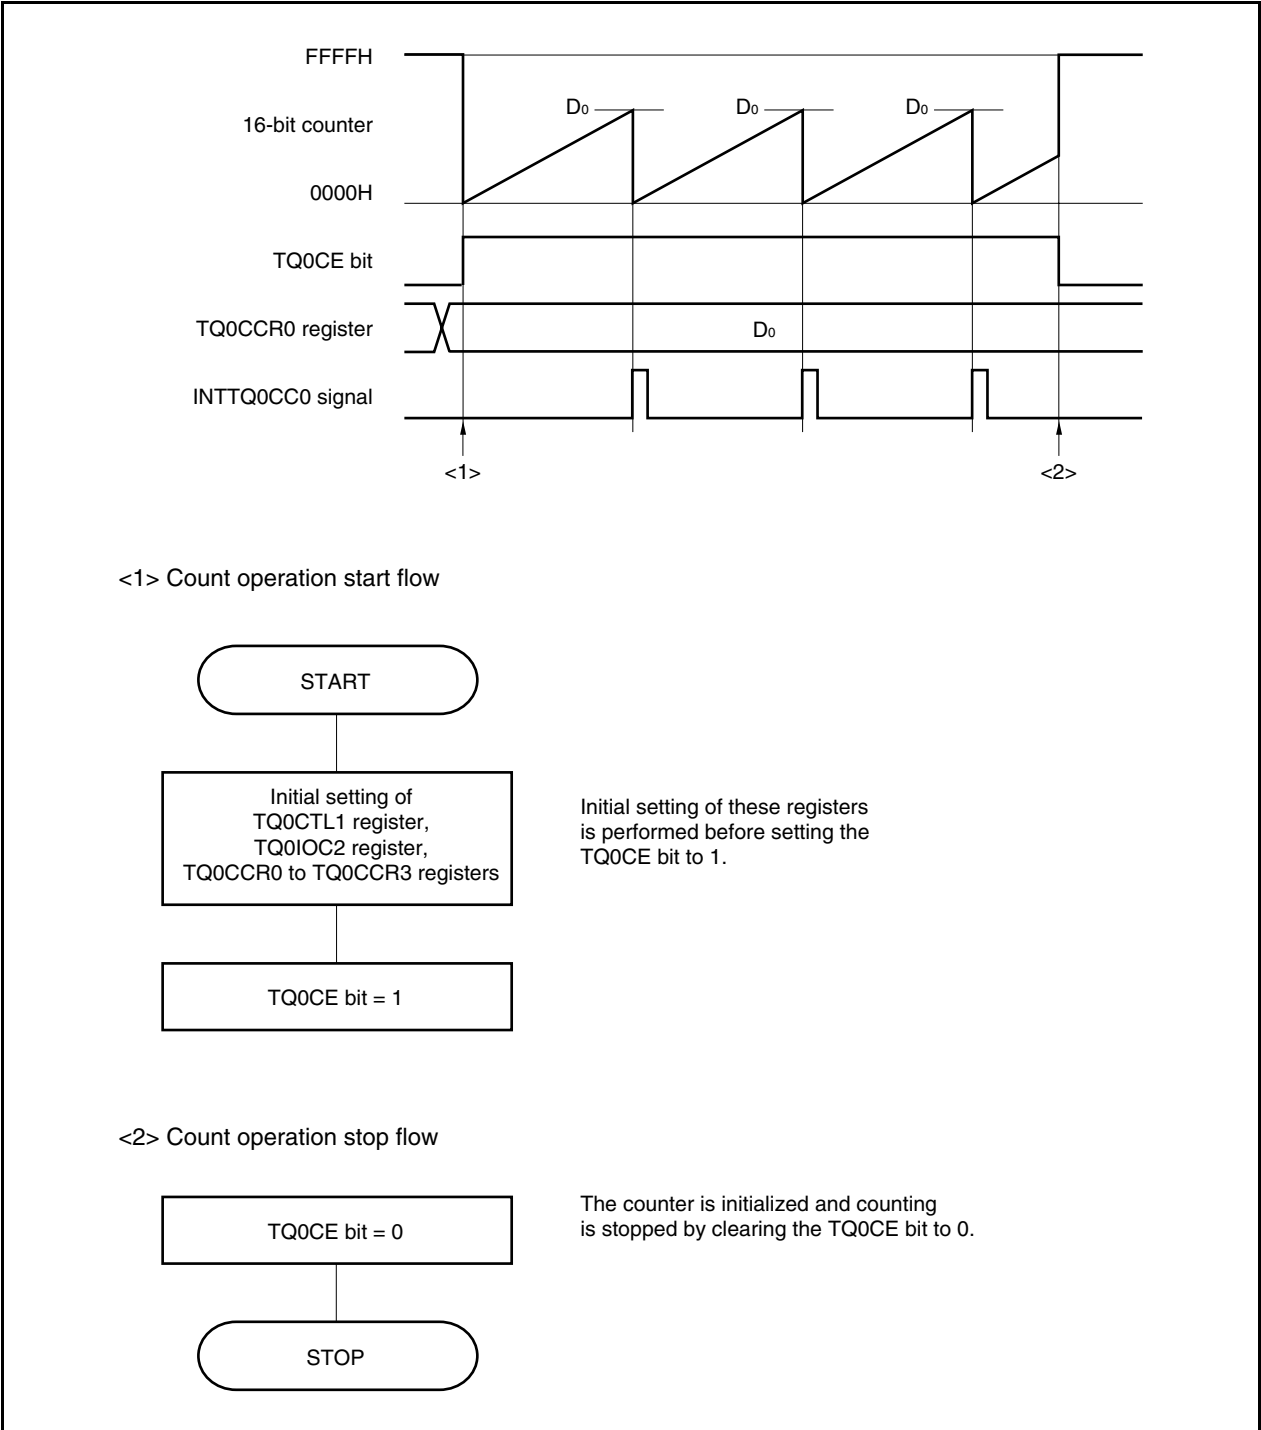 FFFFH
16-bit counter
0000H
D0
D0
D0
TQ0CE bit
TQ0CCR0 register
D0
INTTQ0CC0 signal
<1>
<2>
<1> Count operation start flow
START
Initial setting of
TQ0CTL1 register,
TQ0IOC2 register,
TQ0CCR0 to TQ0CCR3 registers
Initial setting of these registers
is performed before setting the
TQ0CE bit to 1.
TQ0CE bit = 1
<2> Count operation stop flow
TQ0CE bit = 0
The counter is initialized and counting
is stopped by clearing the TQ0CE bit to 0.
STOP